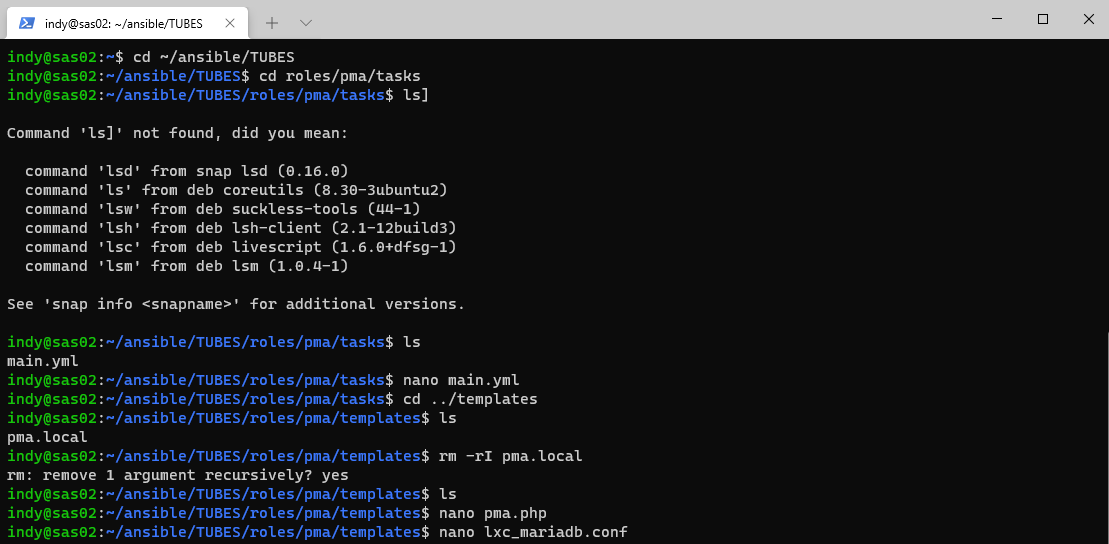 indy@sas02: ~/ansible/TUBES
indy@sas02:~$ cd ~/ansible/TUBES
indy@sas02:~/ansible/TUBES$ cd roles/pma/tasks
indy@sas02:~/ansible/TUBES/roles/pma/tasks$ ls]
Command 'ls]' not found, did you mean:
  command 'lsd' from snap lsd (0.16.0)
  command 'ls' from deb coreutils (8.30-3ubuntu2)
  command 'lsw' from deb suckless-tools (44-1)
  command 'lsh' from deb lsh-client (2.1-12build3)
  command 'lsc' from deb livescript (1.6.0+dfsg-1)
  command 'lsm' from deb lsm (1.0.4-1)
See 'snap info <snapname>' for additional versions.
indy@sas02:~/ansible/TUBES/roles/pma/tasks$ ls
main.yml
indy@sas02:~/ansible/TUBES/roles/pma/tasks$ nano main.yml
indy@sas02:~/ansible/TUBES/roles/pma/tasks$ cd ../templates
indy@sas02:~/ansible/TUBES/roles/pma/templates$ ls
pma.local
indy@sas02:~/ansible/TUBES/roles/pma/templates$ rm -rI pma.local
rm: remove 1 argument recursively? yes
indy@sas02:~/ansible/TUBES/roles/pma/templates$ ls
indy@sas02:~/ansible/TUBES/roles/pma/templates$ nano pma.php
indy@sas02:~/ansible/TUBES/roles/pma/templates$ nano lxc_mariadb.conf